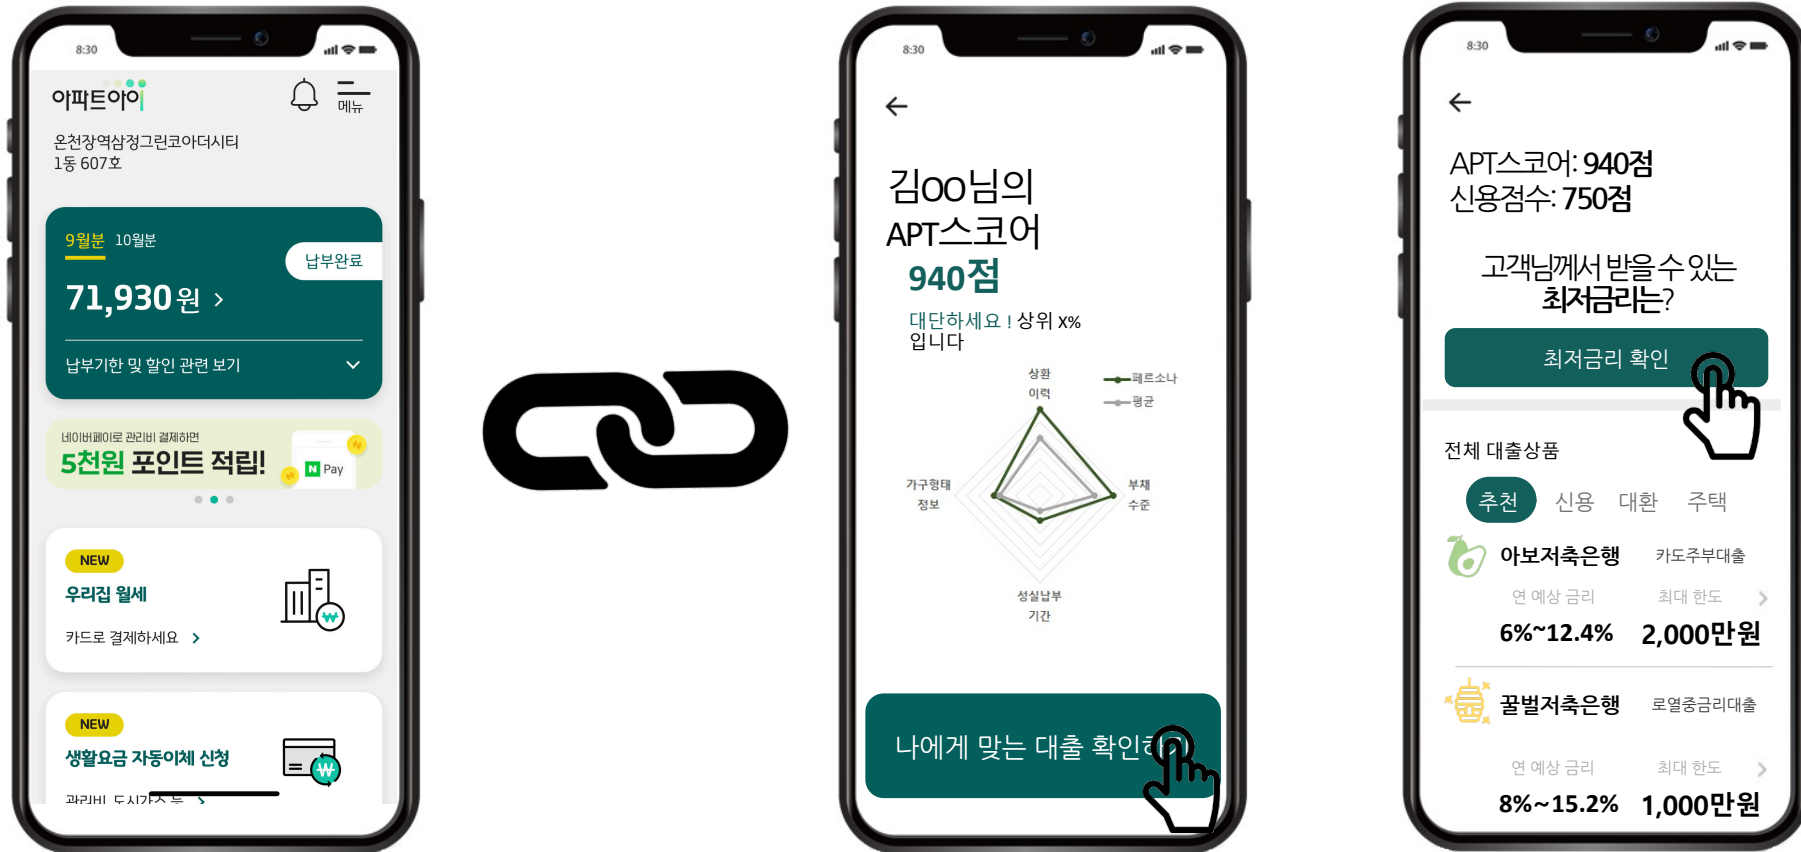 8:30
아파트아이
메뉴
온천장역삼정그린코아더시티
1동 607호
9월분 10월분
납부완료
71,930원 >
납부기한 및 할인 관련 보기
네이버페이로 관리비 결제하면
5천원 포인트 적립!
N Pay
NEW
우리집 월세
카드로 결제하세요 >
NEW
생활요금 자동이체 신청
관리비, 도시가스 등 >
8:30
김OO님의
APT스코어
940점
대단하세요 ! 상위 X%
입니다
상환
이력
페르소나
평균
가구형태
정보
부채
수준
성실납부
기간
나에게 맞는 대출 확인하
8:30
APT스코어: 940점
신용점수: 750점
고객님께서 받을 수 있는
최저금리는?
최저금리 확인
전체 대출상품
추천 신용 대환 주택
아보저축은행 카도주부대출
연 예상 금리 최대 한도 >
6%~12.4% 2,000만원
꿀벌저축은행 로열중금리대출
연 예상 금리 최대 한도 >
8%~15.2% 1,000만원